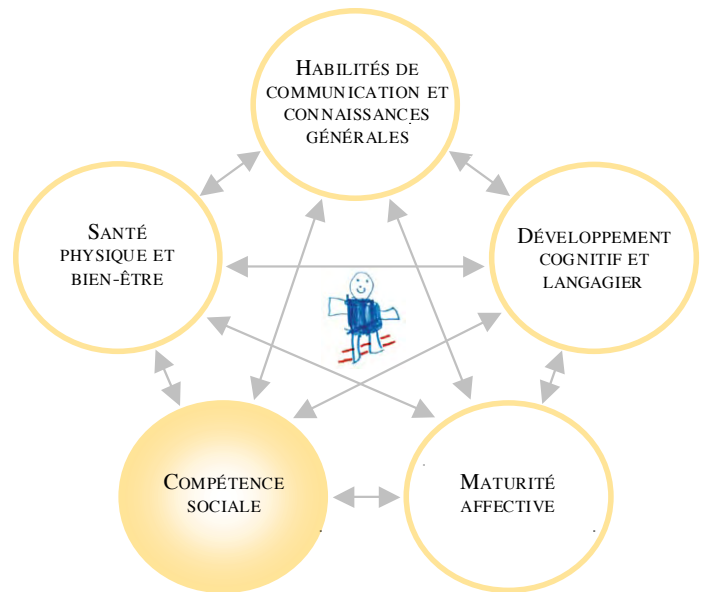 HABILITÉS DE
COMMUNICATION ET
CONNAISSANCES
GÉNÉRALES
SANTÉ
PHYSIQUE ET
BIEN-ÊTRE
DÉVELOPPEMENT
COGNITIF ET
LANGAGIER
COMPÉTENCE
SOCIALE
MATURITÉ
AFFECTIVE